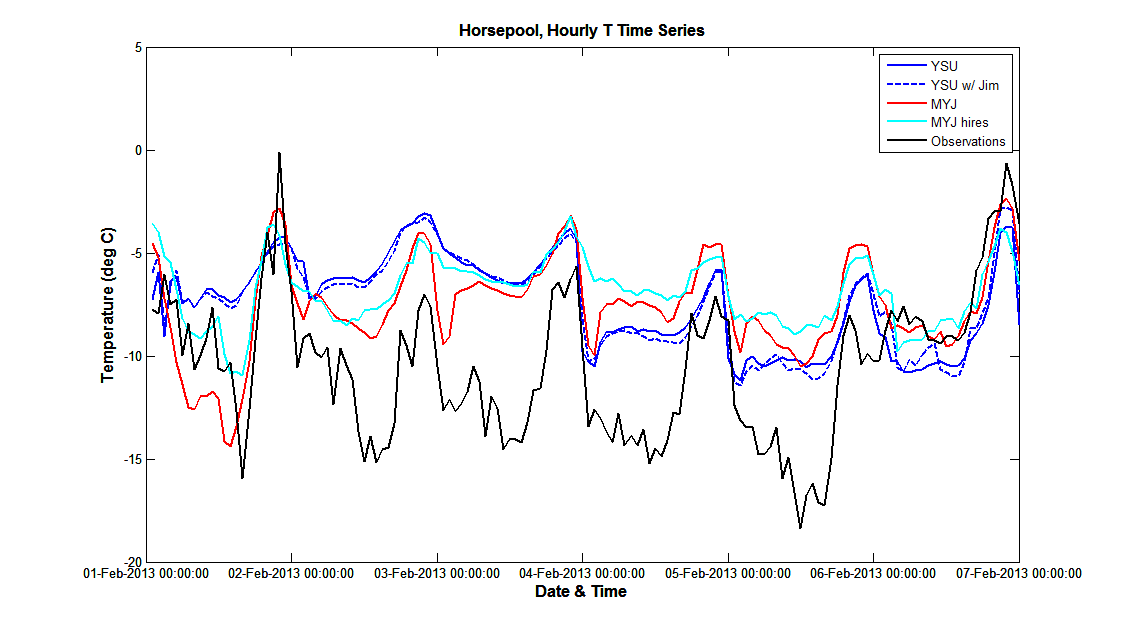 Horsepool, Hourly T Time Series
5
0
-5
-10
-15
-20
Temperature (deg C)
YSU
YSU w/ Jim
MYJ
MYJ hires
Observations
01-Feb-2013 00:00:00
02-Feb-2013 00:00:00
03-Feb-2013 00:00:00
04-Feb-2013 00:00:00
05-Feb-2013 00:00:00
06-Feb-2013 00:00:00
07-Feb-2013 00:00:00
Date & Time